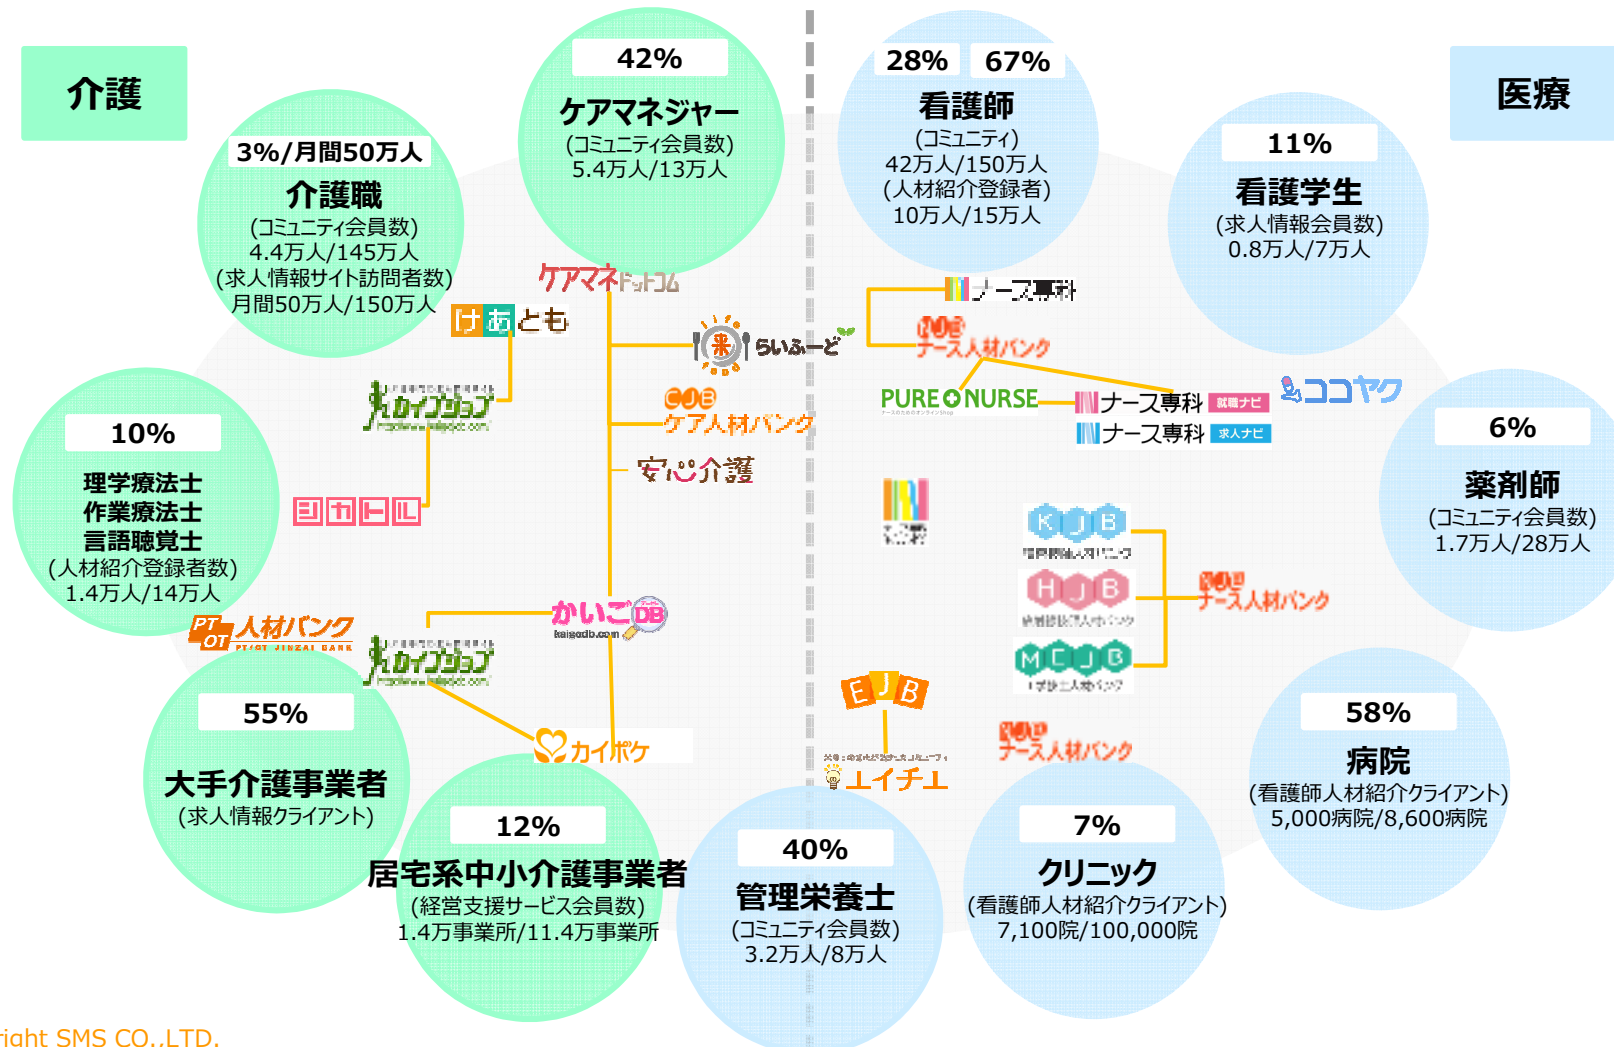 介護
医療
42%
ケアマネジャー
(コミュニティ会員数)
5.4万人/13万人
28%
67%
看護師
(コミュニティ)
42万人/150万人
(人材紹介登録者)
10万人/15万人
3%/月間50万人
介護職
(コミュニティ会員数)
4.4万人/145万人
(求人情報サイト訪問者数)
月間50万人/150万人
11%
看護学生
(求人情報会員数)
0.8万人/7万人
ケアマネドットコム
けあとも
来 らいふーど
ナース専科
NJB
ナース人材バンク
カイゴジョブ
CJB
ケア人材バンク
PURE NURSE
ナース専科 就職ナビ
ナース専科 求人ナビ
ココヤク
安心介護
シカトル
10%
理学療法士
作業療法士
言語聴覚士
(人材紹介登録者数)
1.4万人/14万人
6%
薬剤師
(コミュニティ会員数)
1.7万人/28万人
KJB
HJB
MCJB
ナース人材バンク
PT OT 人材バンク
PT/OT JINZAI BANK
かいごDB
kaigodb.com
カイゴジョブ
カイポケ
EJB
エイチエ
ナース人材バンク
55%
大手介護事業者
(求人情報クライアント)
12%
居宅系中小介護事業者
(経営支援サービス会員数)
1.4万事業所/11.4万事業所
40%
管理栄養士
(コミュニティ会員数)
3.2万人/8万人
7%
クリニック
(看護師人材紹介クライアント)
7,100院/100,000院
58%
病院
(看護師人材紹介クライアント)
5,000病院/8,600病院
right SMS CO.,LTD.